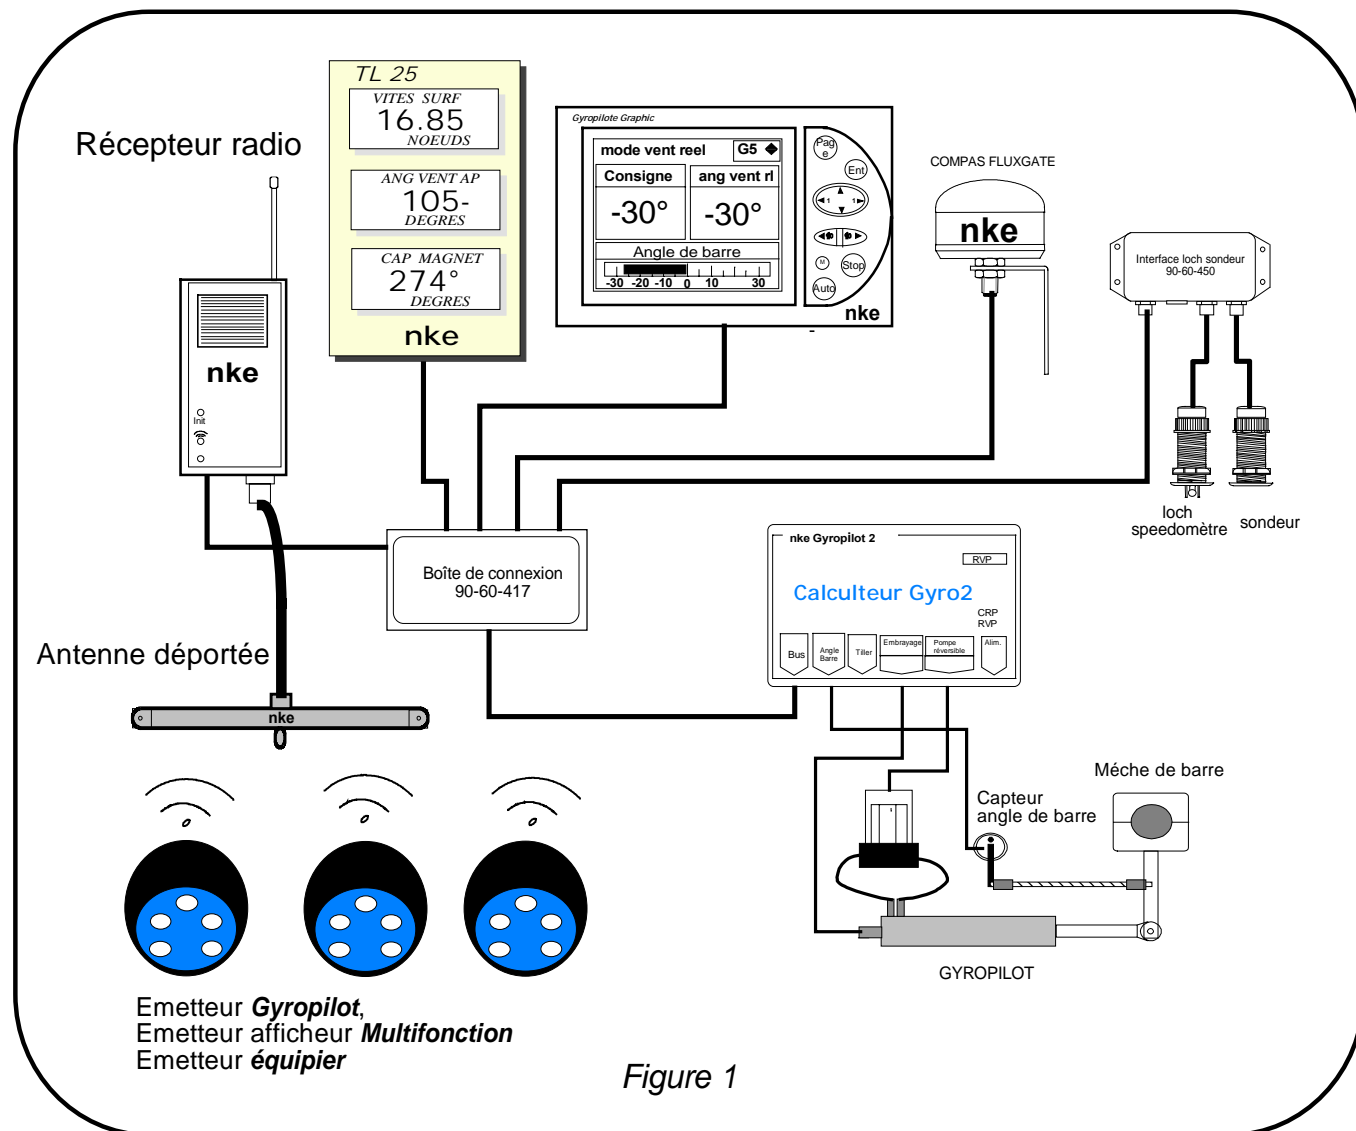 TL 25
VITES SURF
16.85
NOEUDS
ANG VENT AP
105-
DEGRES
CAP MAGNET
274°
DEGRES
nke
Récepteur radio
nke
Init
Gyropilote Graphic
mode vent reel
G5
Consigne
ang vent rl
-30°
-30°
Angle de barre
-30 -20 -10 0 10 30
Pag
e
Ent
1 1
M
Stop
Auto
nke
COMPAS FLUXGATE
nke
Interface loch sondeur
90-60-450
loch
speedomètre
sondeur
Boîte de connexion
90-60-417
nke Gyropilot 2
RVP
Calculteur Gyro2
CRP
RVP
Bus
Angle
Barre
Tiller
Embrayage
Pompe
réversible
Alim.
Antenne déportée
nke
Méche de barre
Capteur
angle de barre
GYROPILOT
Emetteur Gyropilot,
Emetteur afficheur Multifonction
Emetteur équipier
Figure 1